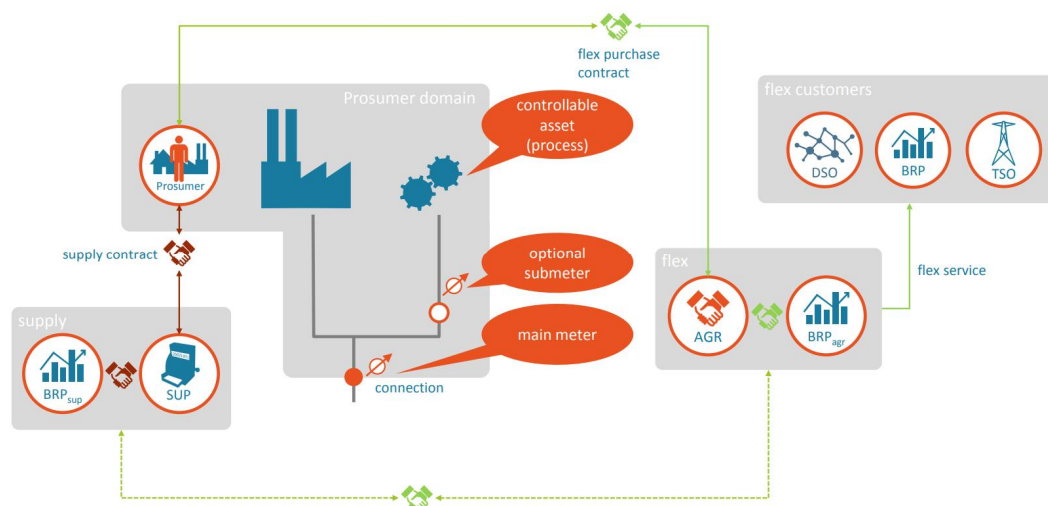 flex purchase
contract
Prosumer domain
controllable
asset
(process)
flex customers
DSO
BRP
TSO
Prosumer
supply contract
optional
submeter
flex
flex service
AGR
BRPagr
supply
main meter
BRPsup
SUP
connection